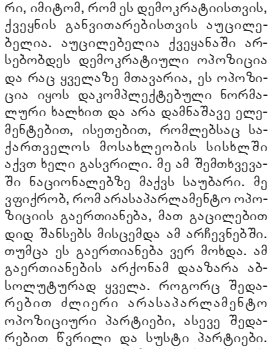 რი, იმიტომ, რომ ეს დემოკრატიისთვის,
ქვეყნის განვითარებისთვის აუცილე-
ბელია. აუცილებელია ქვეყანაში არ-
სებობდეს დემოკრატიული ოპოზიცია
და რაც ყველაზე მთავარია, ეს ოპოზი-
ცია იყოს დაკომპლექტებული ნორმა-
ლური ხალხით და არა დამნაშავე ელე-
მენტებით, ისეთებით, რომლებსაც სა-
ქართველოს მოსახლეობის სისხლში
აქვთ ხელი გასვრილი. მე ამ შემთხვევა-
ში ნაციონალებზე მაქვს საუბარი. მე
ვფიქრობ, რომ არასაპარლამენტო ოპო-
ზიციის გაერთიანება, მათ გაცილებით
დიდ შანსებს მისცემდა ამ არჩევნებში.
თუმცა ეს გაერთიანება ვერ მოხდა. ამ
გაერთიანების არქონამ დააზარა აბ-
სოლუტურად ყველა. როგორც შედა-
რებით ძლიერი არასაპარლამენტო
ოპოზიციური პარტიები, ასევე შედა-
რებით წვრილი და სუსტი პარტიები.